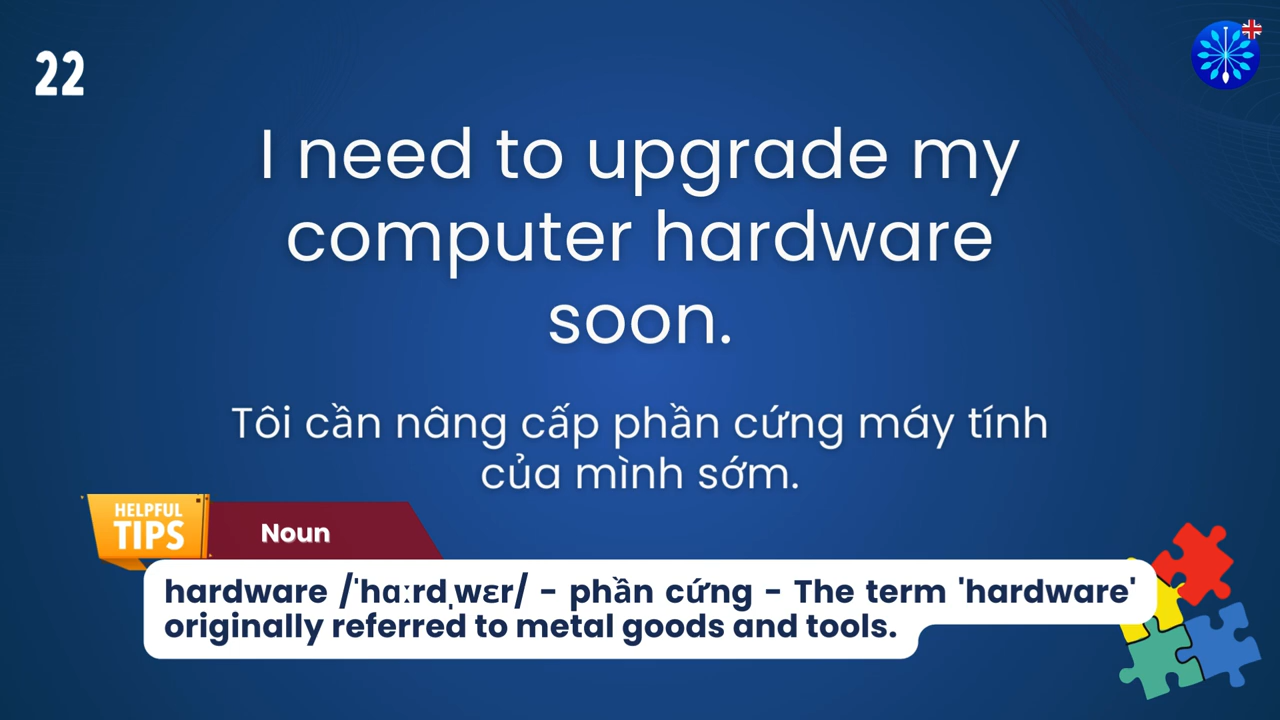 22
I need to upgrade my
computer hardware
soon.
Tôi cần nâng cấp phần cứng máy tính
của mình sớm.
HELPFUL
TIPS
Noun
hardware /ˈhɑːrdˌwɛr/ - phần cứng - The term 'hardware'
originally referred to metal goods and tools.